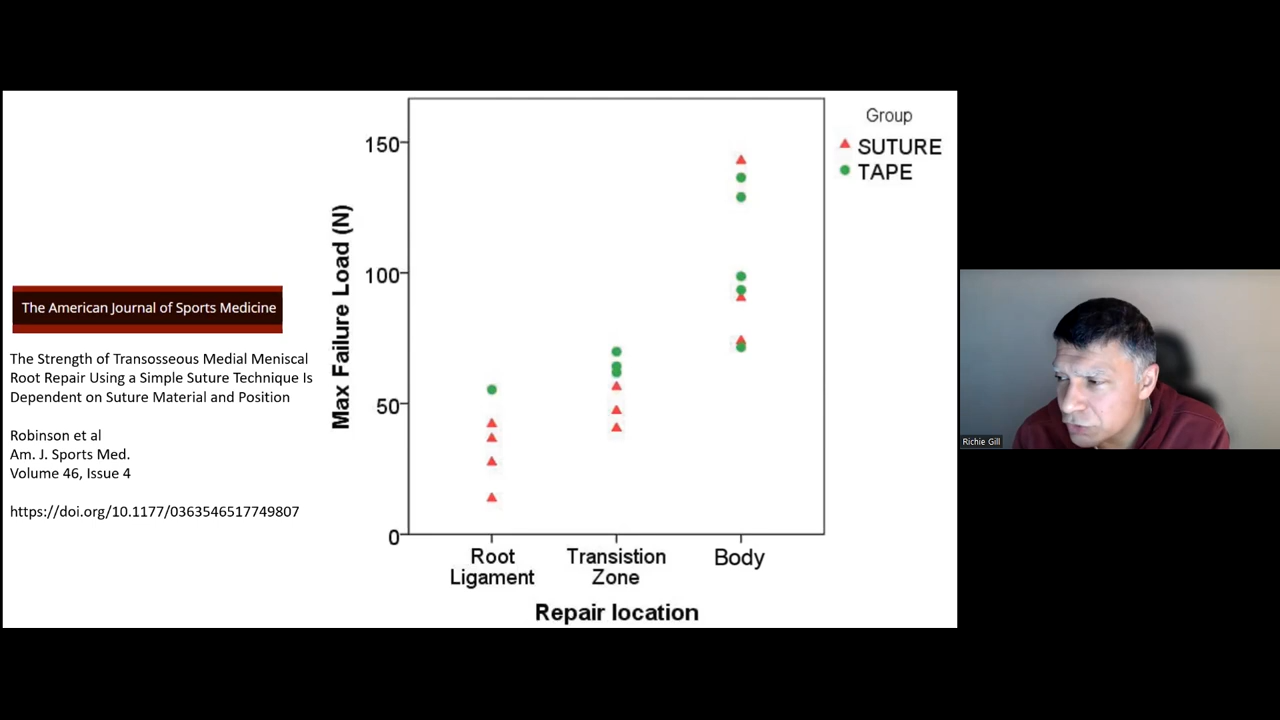 The American Journal of Sports Medicine
The Strength of Transosseous Medial Meniscal
Root Repair Using a Simple Suture Technique Is
Dependent on Suture Material and Position
Robinson et al
Am. J. Sports Med.
Volume 46, Issue 4
https://doi.org/10.1177/0363546517749807
Max Failure Load (N)
150
100
50
0
Root
Ligament
Transistion
Zone
Body
Repair location
Group
SUTURE
TAPE
Richie Gill